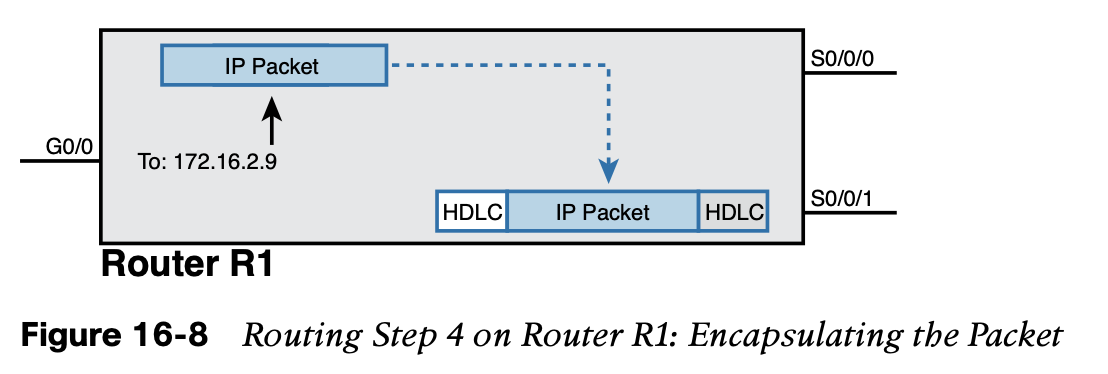 IP Packet
S0/0/0
G0/0
To: 172.16.2.9
HDLC IP Packet HDLC
S0/0/1
Router R1
Figure 16-8 Routing Step 4 on Router R1: Encapsulating the Packet